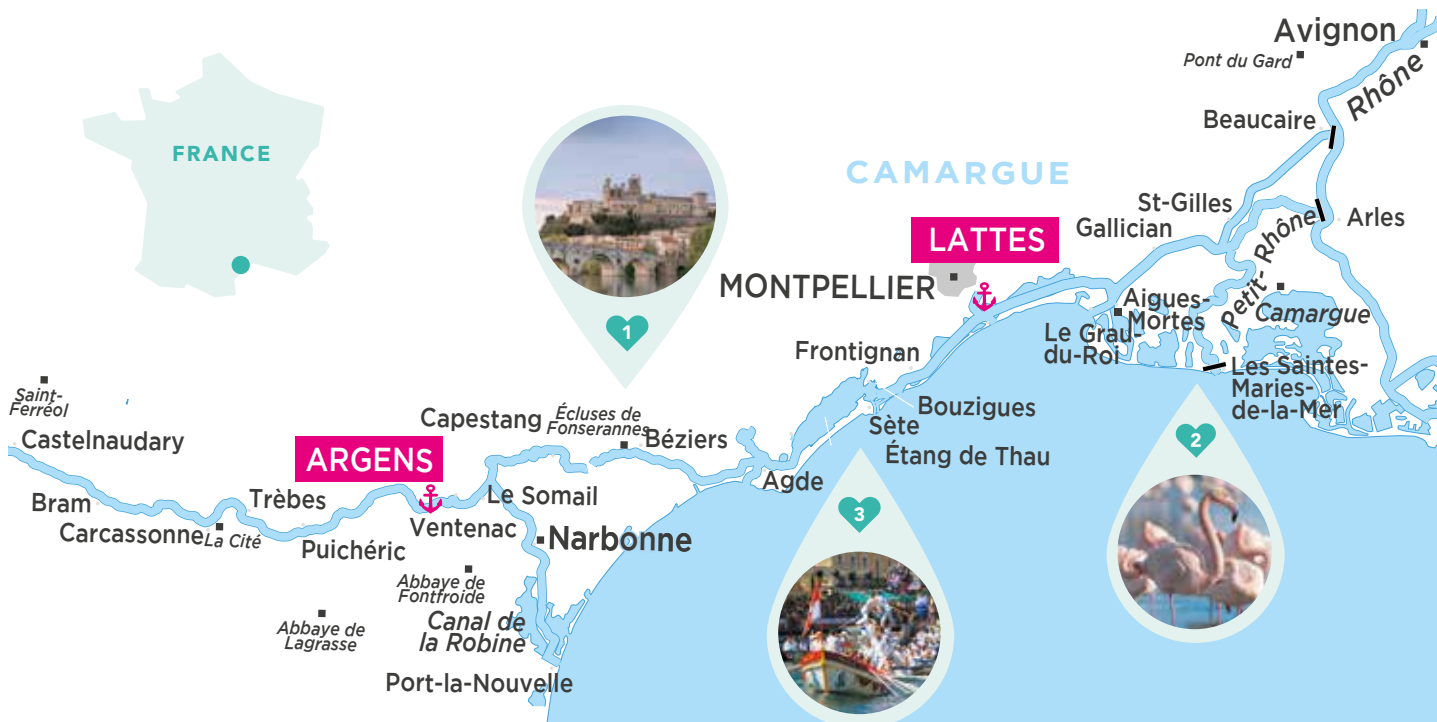 Avignon
Pont du Gard
Rhône
Beaucaire
FRANCE
CAMARGUE
St-Gilles
Petit-Rhône
Arles
Gallician
LATTES
MONTPELLIER
Aigues-
Mortes
Camargue
Le Grau-
du-Roi
1
Frontignan
Les Saintes-
Maries-
de-la-Mer
Saint-
Ferréol
Bouzigues
Capestang
Écluses de
Fonserannes
Béziers
Sète
Castelnaudary
ARGENS
Étang de Thau
2
Agde
Bram
Trèbes
Le Somail
3
Carcassonne
La Cité
Puichéric
Ventenac
Narbonne
Abbaye de
Fontfroide
Canal de
la Robine
Abbaye de
Lagrasse
Port-la-Nouvelle